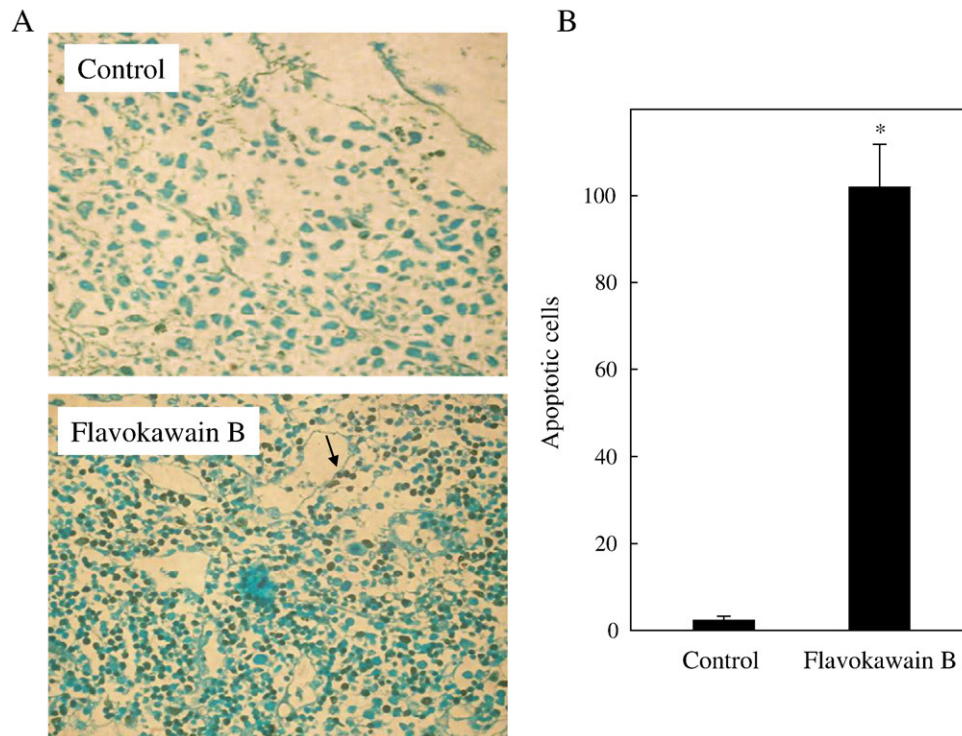 A
Control
Flavokawain B
B
*
Apoptotic cells
100
80
60
40
20
0
Control
Flavokawain B